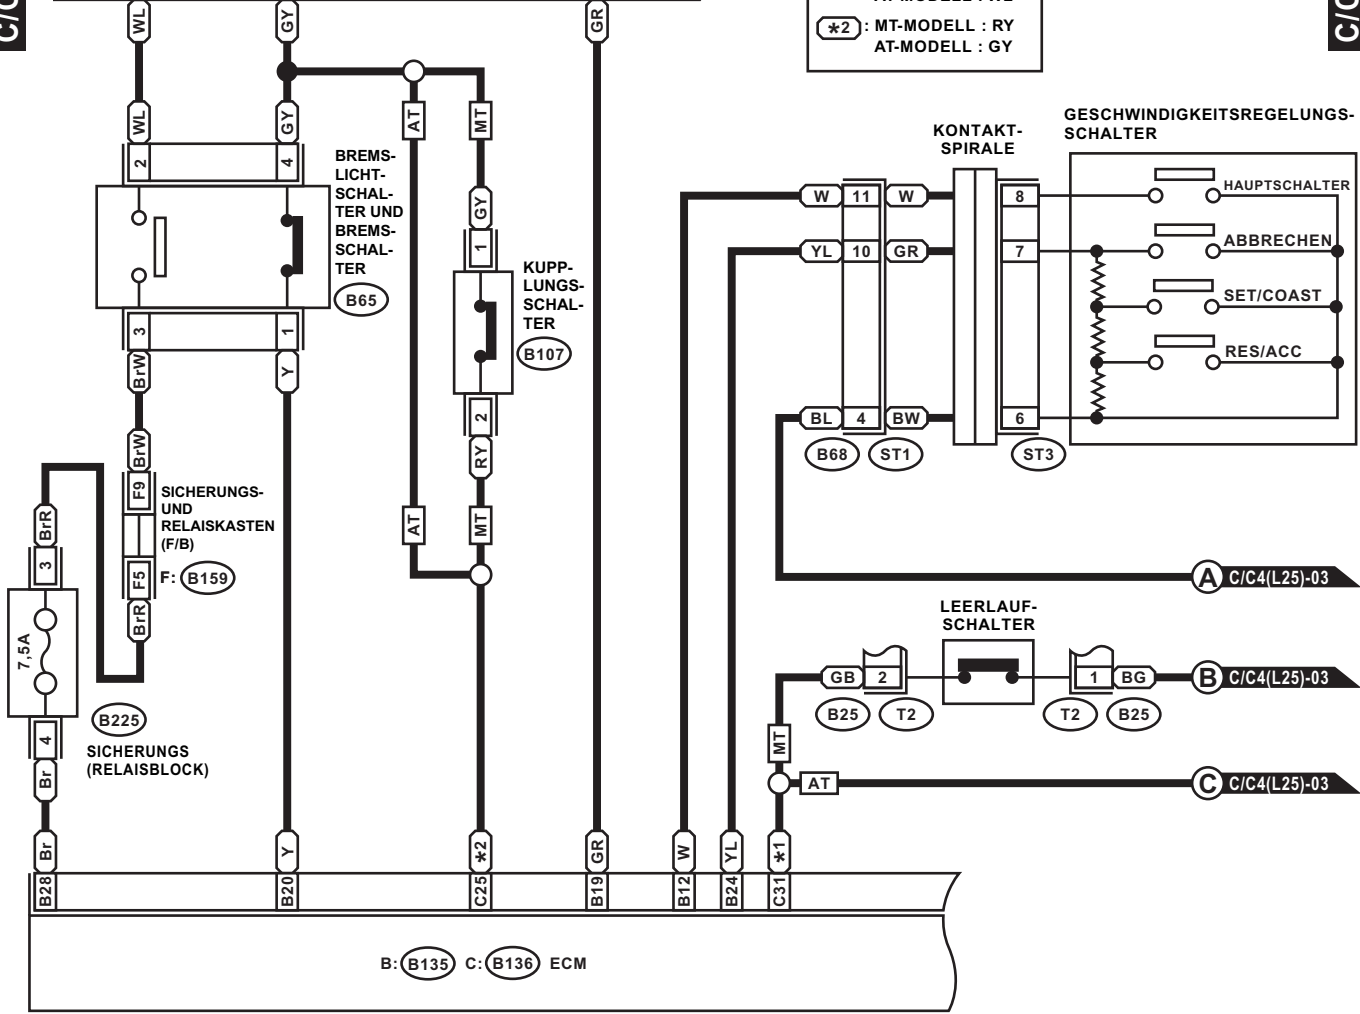 C/C
C/C
WL
GY
GR
*2 : MT-MODELL : RY
AT-MODELL : GY
WL
GY
AT
MT
2
4
BREMS-
LICHT-
SCHAL-
TER UND
BREMS-
SCHAL-
TER
B65
GY
1
KUPP-
LUNGS-
SCHAL-
TER
B107
KONTAKT-
SPIRALE
GESCHWINDIGKEITSREGELUNGS-
SCHALTER
W 11 W 8 HAUPTSCHALTER
YL 10 GR 7 ABBRECHEN
SET/COAST
RES/ACC
BL 4 BW 6
B68 ST1 ST3
3
1
BrW
Y
2
RY
BrW
F9
SICHERUNGS-
UND
RELAISKASTEN
(F/B)
F5
F: B159
BrR
BrR
3
7,5A
4
Br
B225
SICHERUNGS
(RELAISBLOCK)
AT
MT
A C/C4(L25)-03
LEERLAUF-
SCHALTER
GB 2 1 BG B C/C4(L25)-03
B25 T2 T2 B25
MT
AT C C/C4(L25)-03
Br
Y
*2
GR
W
YL
*1
B28
B20
C25
B19
B12
B24
C31
B: B135 C: B136 ECM